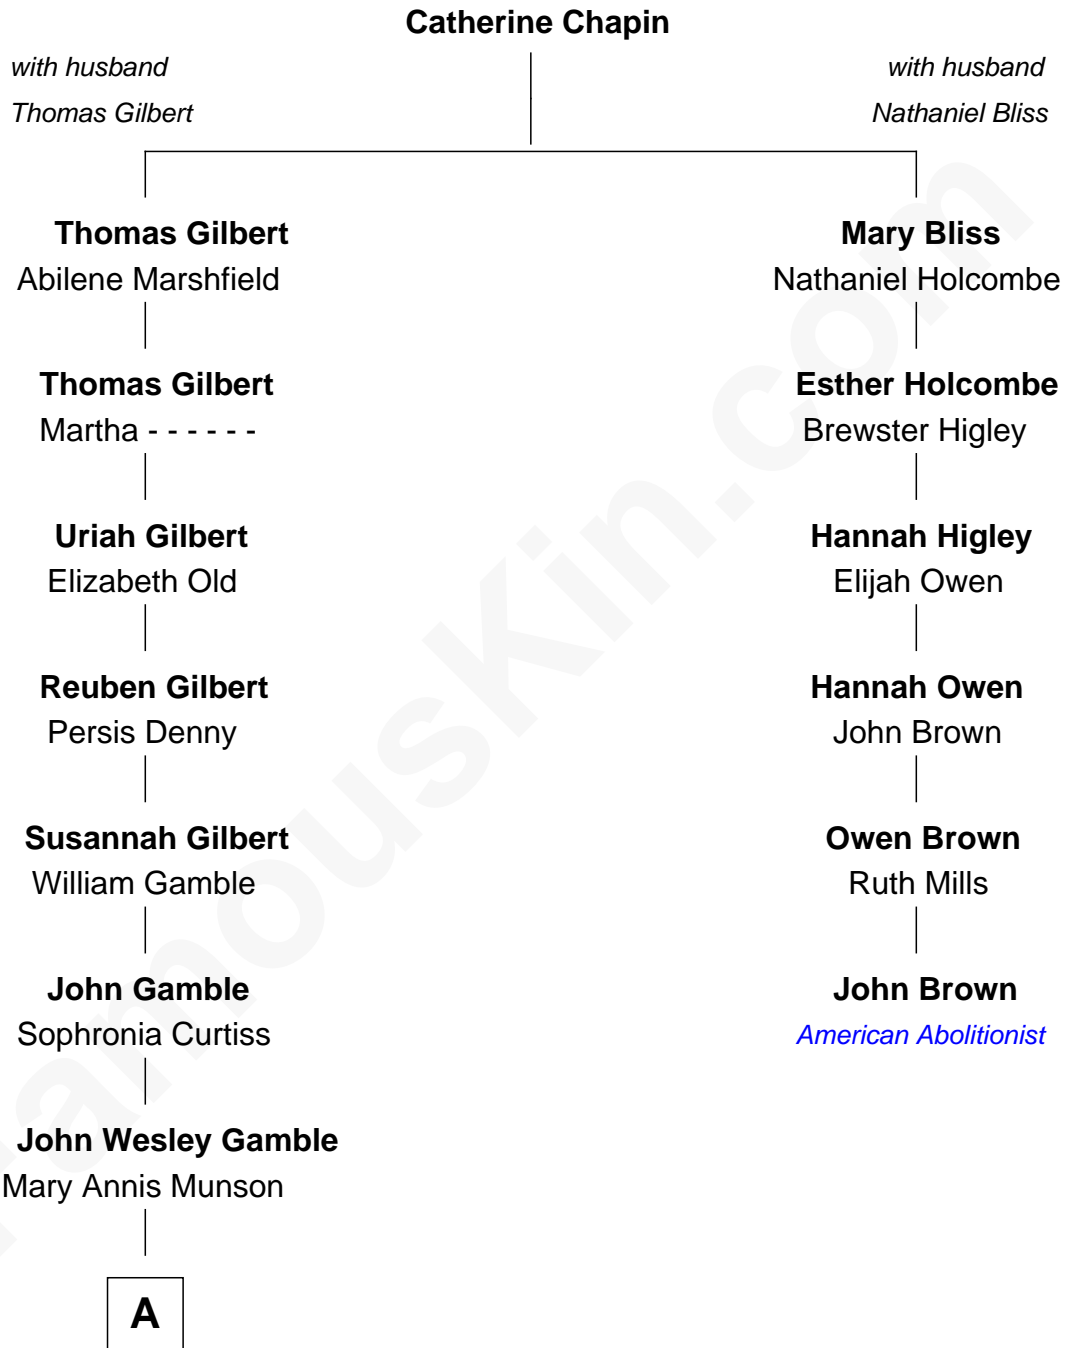 Catherine Chapin
with husband
Thomas Gilbert
with husband
Nathaniel Bliss
Thomas Gilbert
Abilene Marshfield
Mary Bliss
Nathaniel Holcombe
Thomas Gilbert
Martha - - - - - -
Esther Holcombe
Brewster Higley
Uriah Gilbert
Elizabeth Old
Hannah Higley
Elijah Owen
Reuben Gilbert
Persis Denny
Hannah Owen
John Brown
Susannah Gilbert
William Gamble
Owen Brown
Ruth Mills
John Gamble
Sophronia Curtiss
John Brown
American Abolitionist
John Wesley Gamble
Mary Annis Munson
A
FamousKin.com